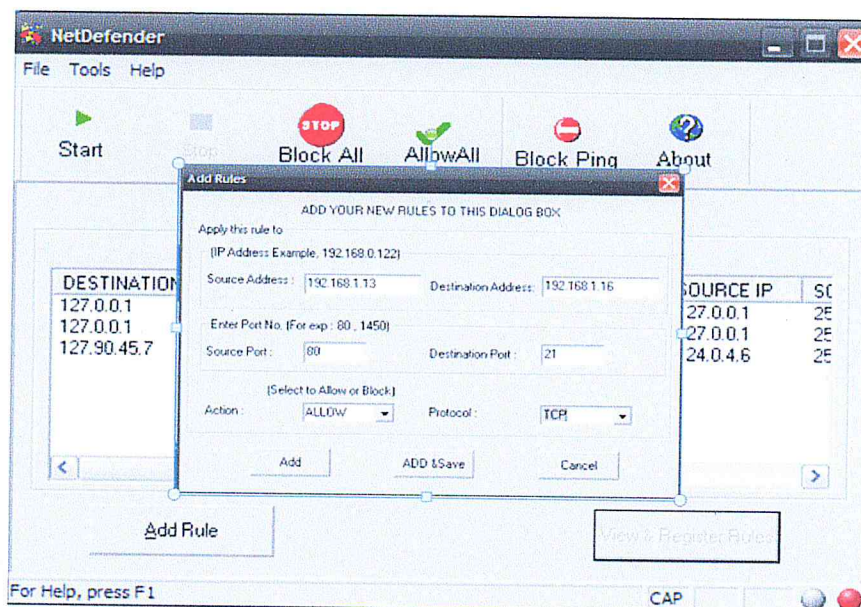 NetDefender
File Tools Help
Start Stop STOP Block All AllowAll Block Ping About
Add Rules
ADD YOUR NEW RULES TO THIS DIALOG BOX
Apply this rule to
(IP Address Example, 192.168.0.122)
Source Address : 192.168.1.13 Destination Address: 192.168.1.16
Enter Port No. (For exp : 80 , 1450)
Source Port : 80 Destination Port : 21
(Select to Allow or Block)
Action : ALLOW Protocol : TCP
Add ADD &Save Cancel
DESTINATION SOURCE IP SO
127.0.0.1 27.0.0.1 25
127.0.0.1 27.0.0.1 25
127.90.45.7 24.0.4.6 25
Add Rule View & Register Rules
For Help, press F1 CAP